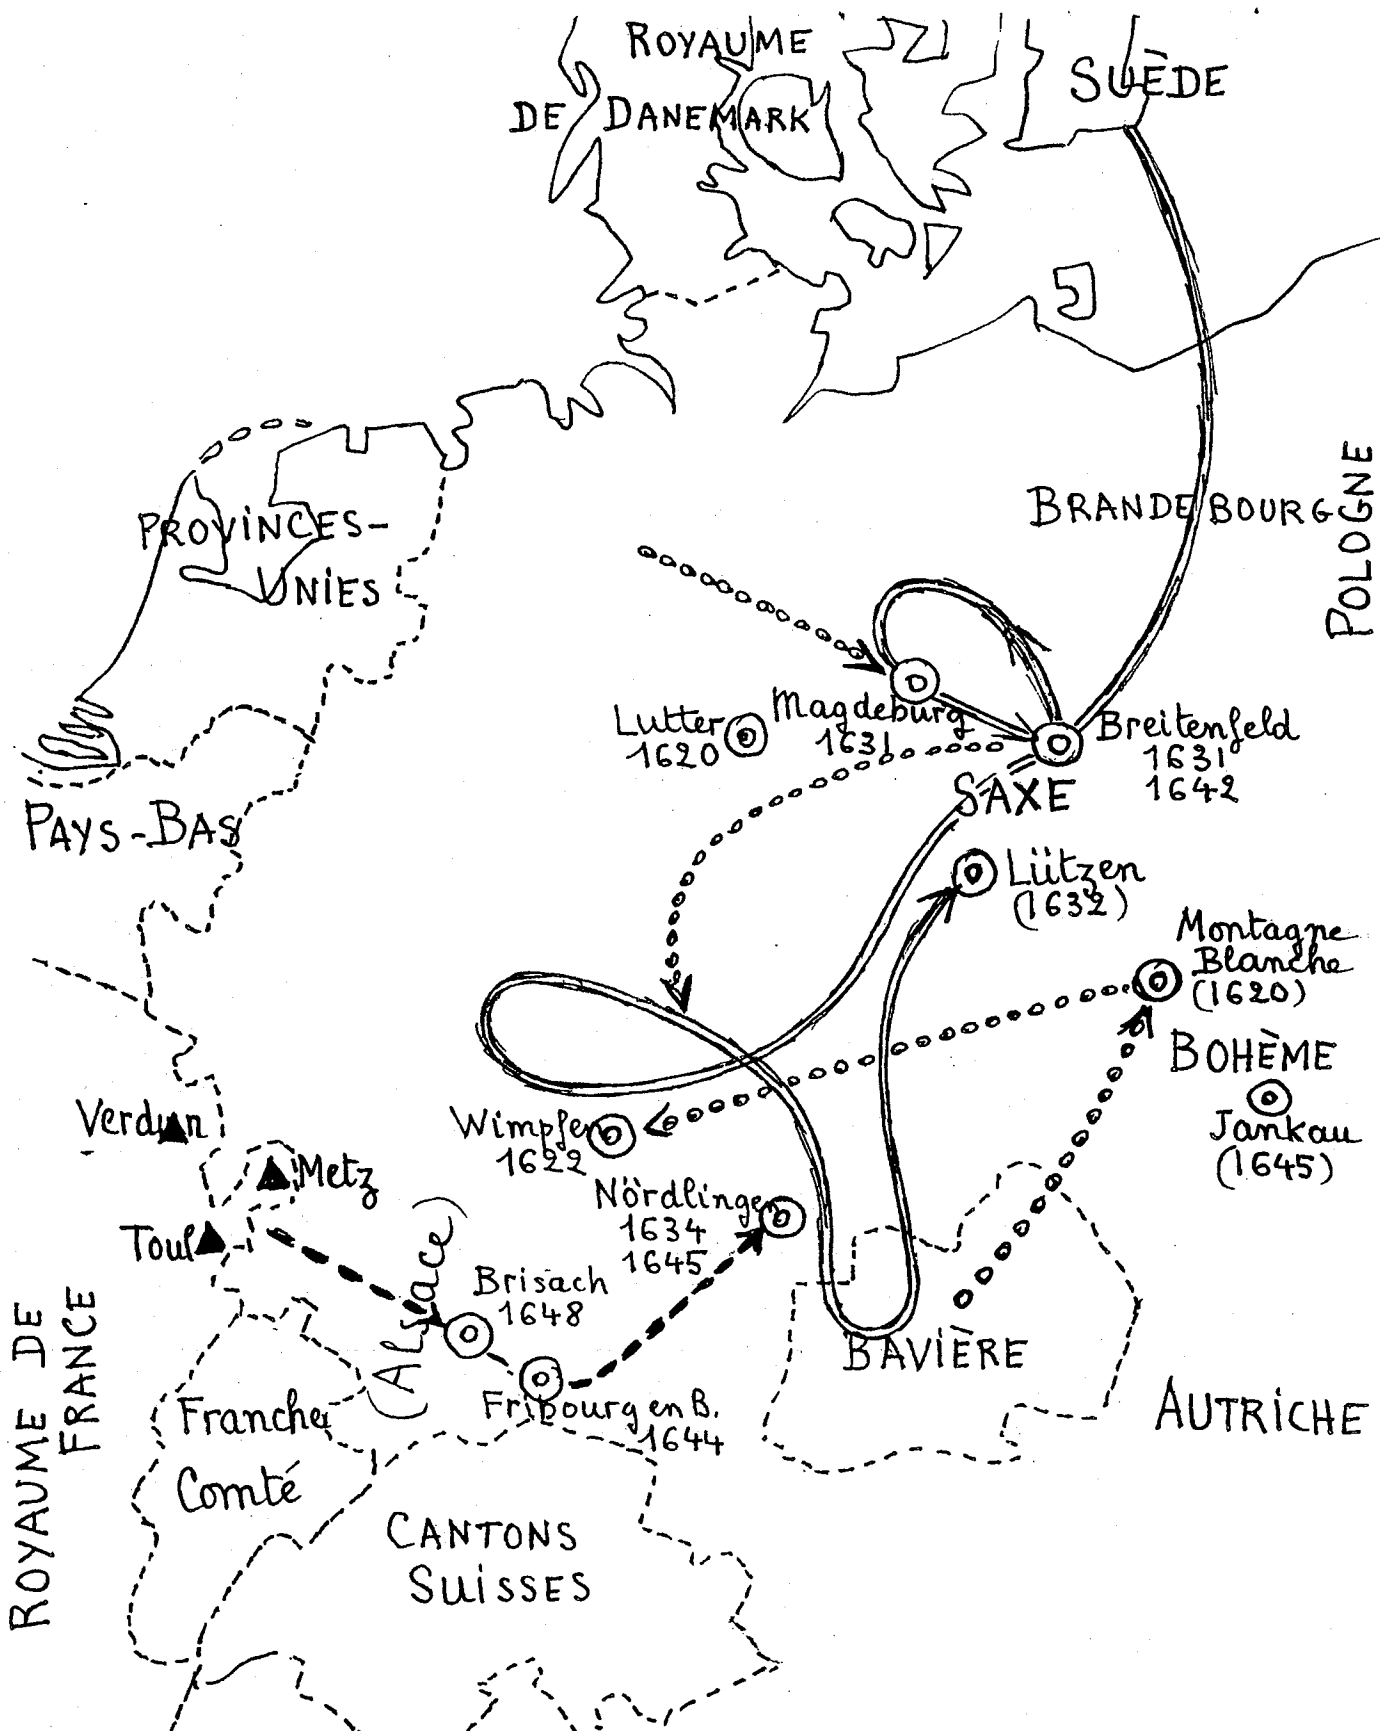 ROYAUME
DE DANEMARK
SUÈDE
PROVINCES-
UNIES
BRANDEBOURG
POLOGNE
Lutter
1620
Magdeburg
1631
Breitenfeld
1631
1642
SAXE
PAYS-BAS
Lützen
(1632)
Montagne
Blanche
(1620)
BOHÈME
Jankau
(1645)
Verdun
Metz
Toul
Wimpfen
1622
Nördlingen
1634
1645
(Alsace)
Brisach
1648
Fribourg en B.
1644
BAVIÈRE
AUTRICHE
ROYAUME DE
FRANCE
Franche
Comté
CANTONS
SUISSES